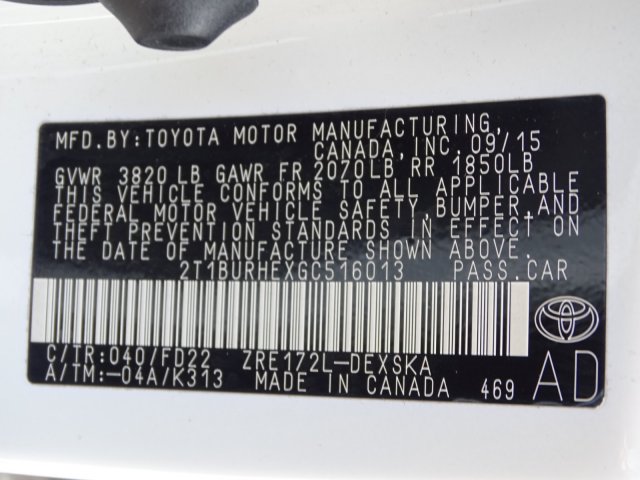 MFD.BY:TOYOTA MOTOR MANUFACTURING,
CANADA,INC.09/15
GVWR 3820 LB GAWR FR 2070LB,RR 1850LB
THIS VEHICLE CONFORMS TO ALL APPLICABLE
FEDERAL MOTOR VEHICLE SAFETY,BUMPER,AND
THEFT PREVENTION STANDARDS IN EFFECT ON
THE DATE OF MANUFACTURE SHOWN ABOVE.
2T1BURHEXGC516013 PASS.CAR
C/TR:040/FD22 ZRE172L-DEXSKA
A/TM:-04A/K313 MADE IN CANADA 469 AD